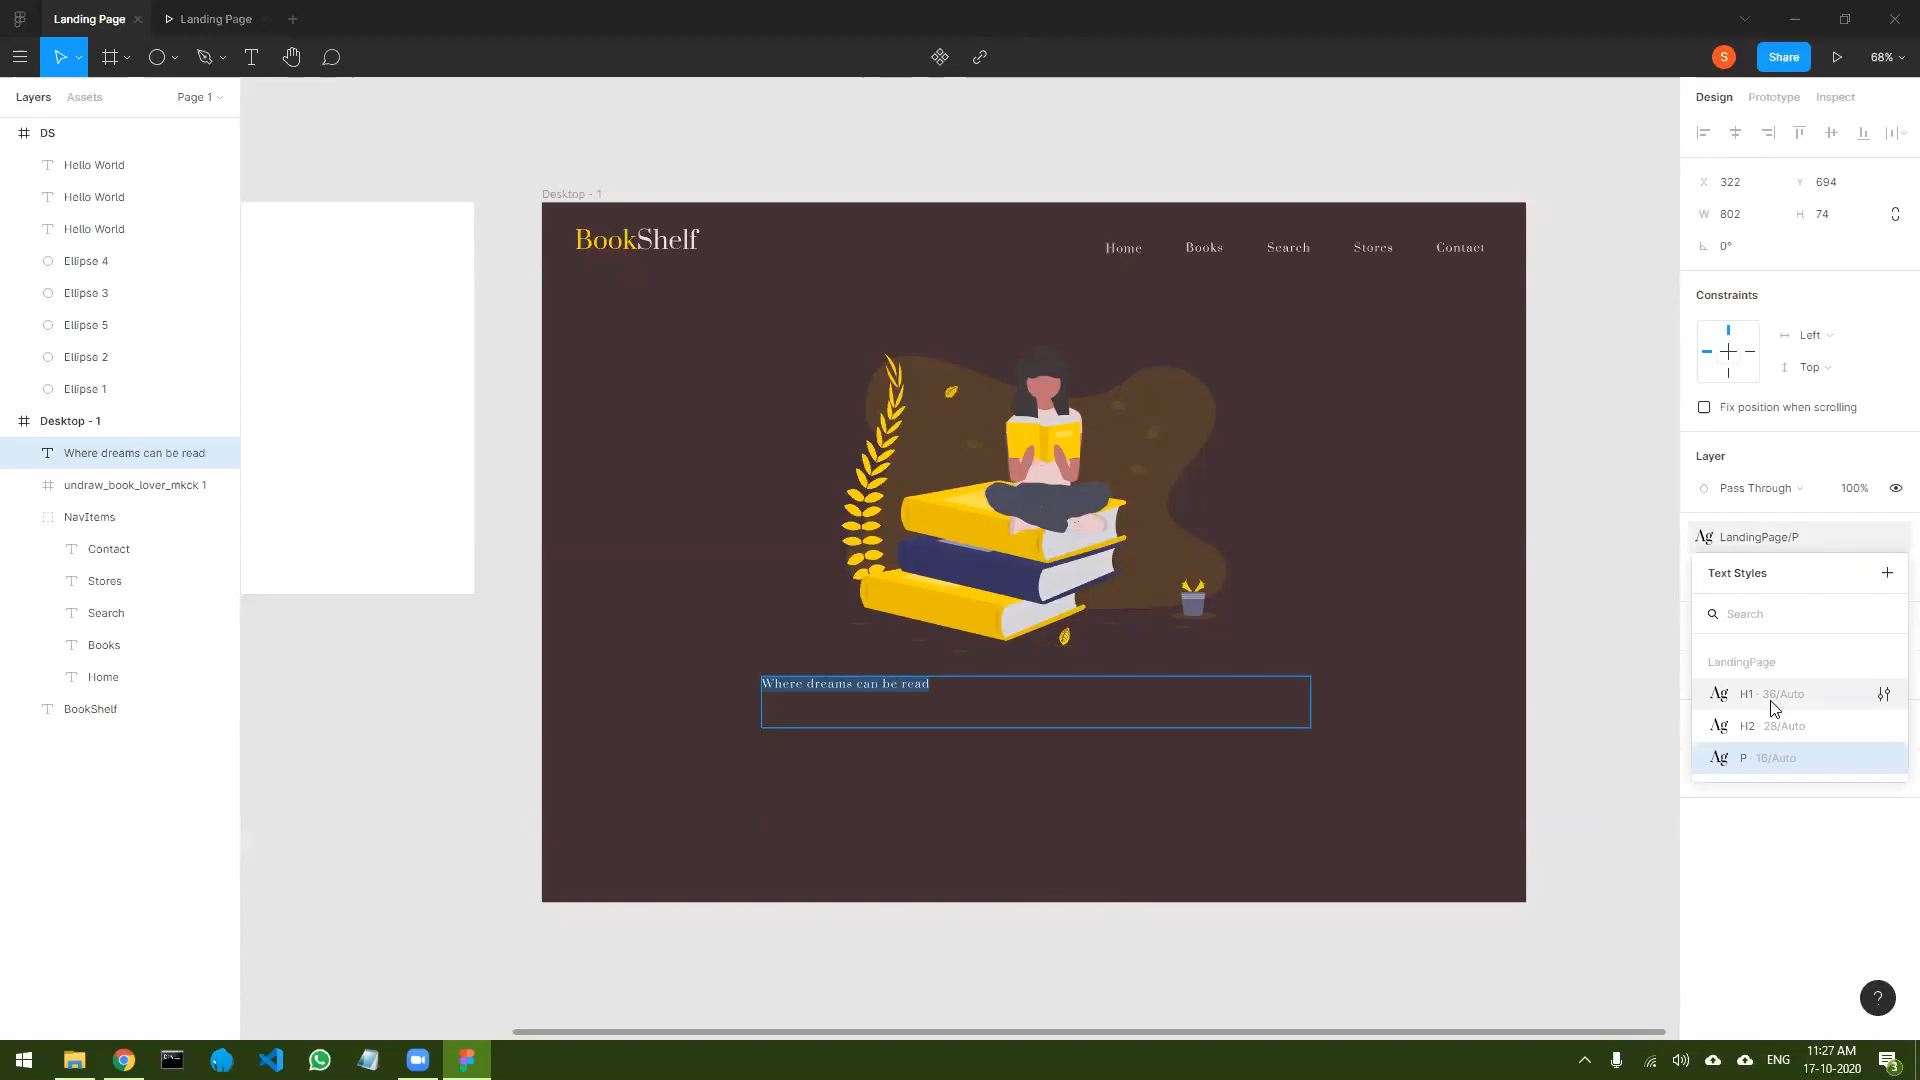 Landing Page
Landing Page
S
Share
68%
Layers
Assets
Page 1
DS
Hello World
Hello World
Hello World
Ellipse 4
Ellipse 3
Ellipse 5
Ellipse 2
Ellipse 1
Desktop - 1
Where dreams can be read
undraw_book_lover_mkck 1
NavItems
Contact
Stores
Search
Books
Home
BookShelf
Desktop - 1
BookShelf
Home Books Search Stores Contact
Where dreams can be read
Design Prototype Inspect
X 322 Y 694
W 802 H 74
0°
Constraints
Left
Top
Fix position when scrolling
Layer
Pass Through 100%
Ag LandingPage/P
Text Styles
Search
LandingPage
Ag H1 · 36/Auto
Ag H2 · 28/Auto
Ag P · 16/Auto
?
ENG
11:27 AM
17-10-2020
3